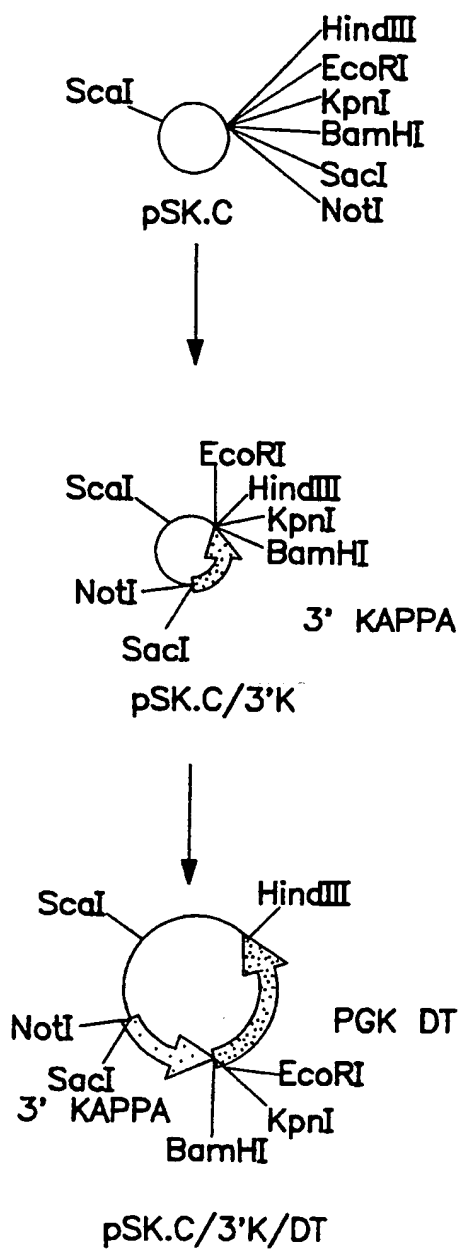 HindIII
EcoRI
ScaI
KpnI
BamHI
SacI
NotI
pSK.C
EcoRI
ScaI
HindIII
KpnI
BamHI
NotI
3' KAPPA
SacI
pSK.C/3'K
HindIII
ScaI
PGK DT
NotI
EcoRI
SacI
3' KAPPA
KpnI
BamHI
pSK.C/3'K/DT